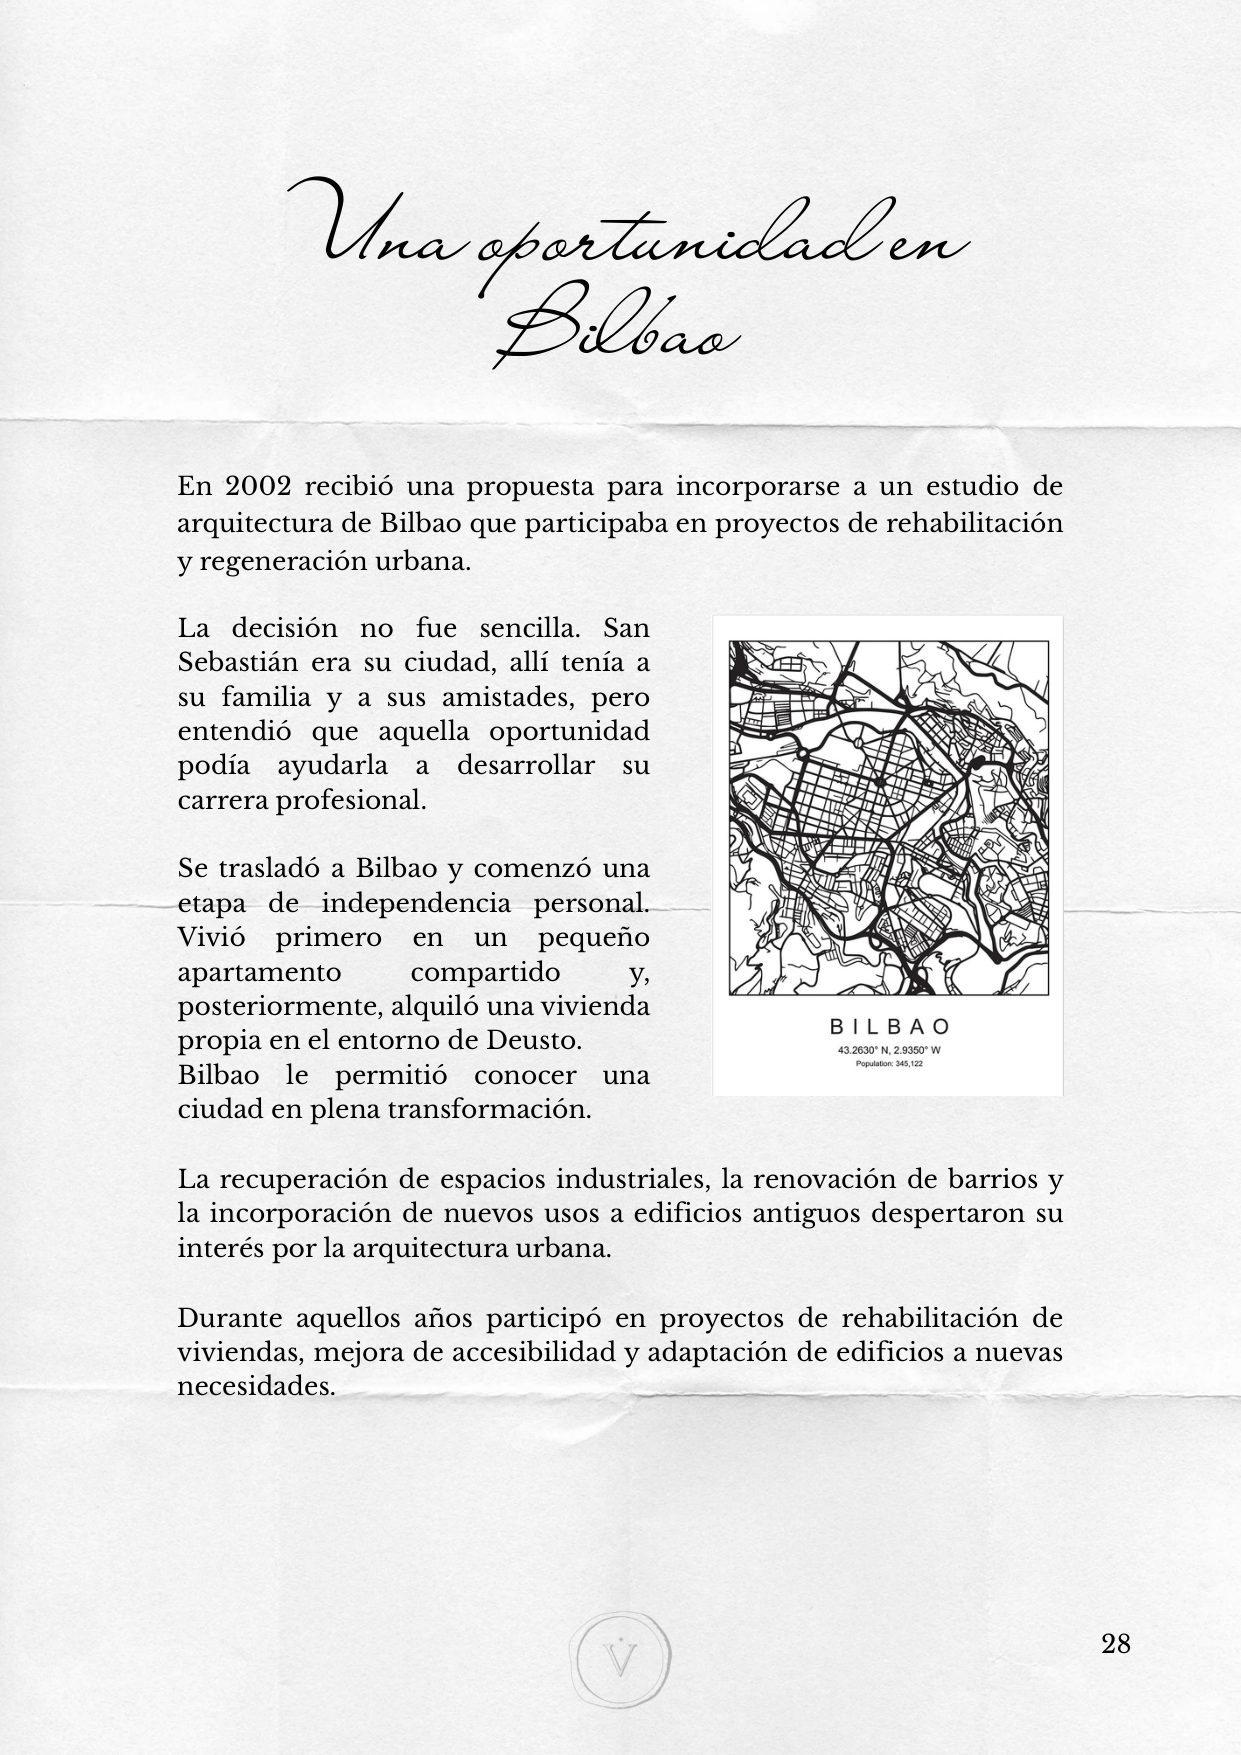 Una oportunidad en
Bilbao
En 2002 recibió una propuesta para incorporarse a un estudio de
arquitectura de Bilbao que participaba en proyectos de rehabilitación
y regeneración urbana.
La decisión no fue sencilla. San
Sebastián era su ciudad, allí tenía a
su familia y a sus amistades, pero
entendió que aquella oportunidad
podía ayudarla a desarrollar su
carrera profesional.
Se trasladó a Bilbao y comenzó una
etapa de independencia personal.
Vivió primero en un pequeño
apartamento compartido y,
posteriormente, alquiló una vivienda
propia en el entorno de Deusto.
Bilbao le permitió conocer una
ciudad en plena transformación.
BILBAO
43.2630° N, 2.9350° W
Population: 345,122
La recuperación de espacios industriales, la renovación de barrios y
la incorporación de nuevos usos a edificios antiguos despertaron su
interés por la arquitectura urbana.
Durante aquellos años participó en proyectos de rehabilitación de
viviendas, mejora de accesibilidad y adaptación de edificios a nuevas
necesidades.
V
28